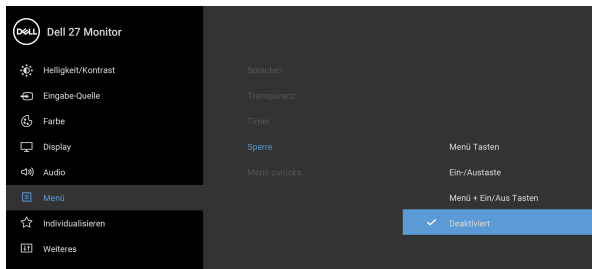 DELL
Dell 27 Monitor
Helligkeit/Kontrast
Eingabe-Quelle
Farbe
Display
Audio
Menü
Individualisieren
Weiteres
Sprachell
Transparenz
Timer
Sperre
Menü zurücks.
Menü Tasten
Ein-/Austaste
Menü + Ein/Aus Tasten
Deaktiviert